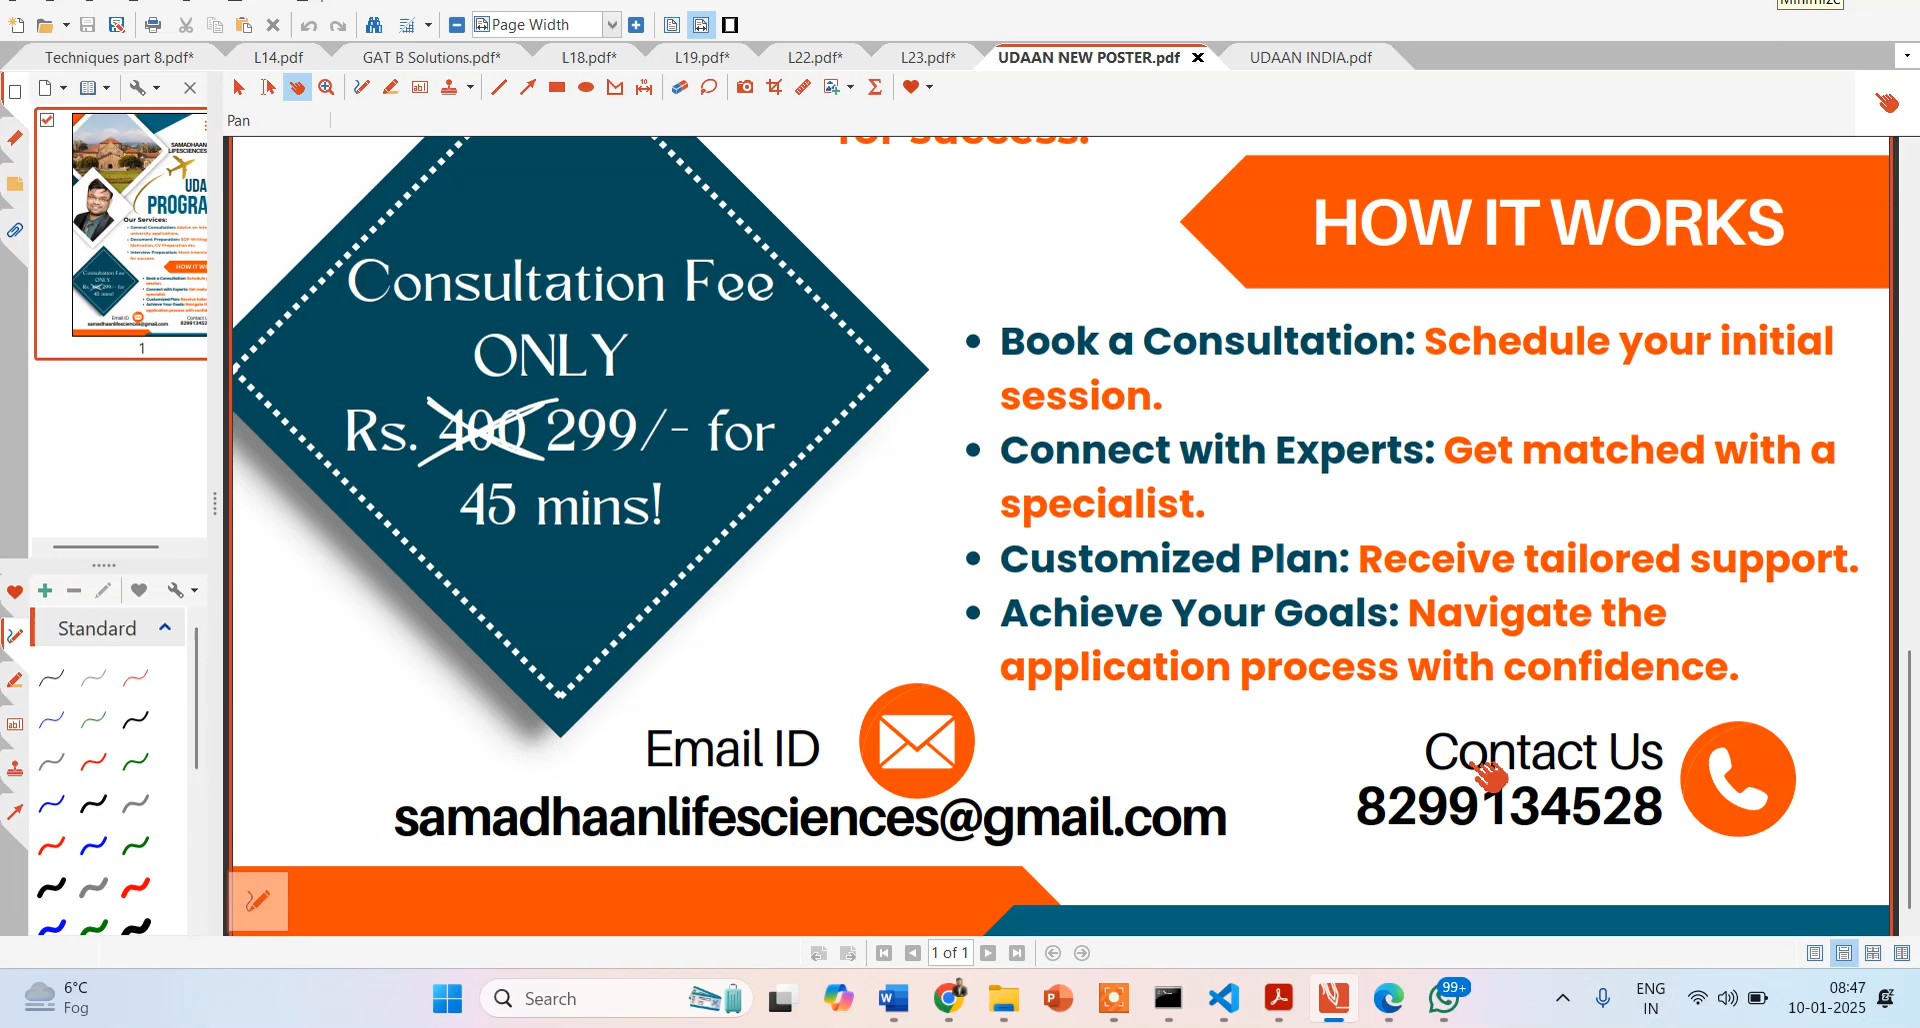 Minimize
Page Width
Techniques part 8.pdf*
L14.pdf
GAT B Solutions.pdf*
L18.pdf*
L19.pdf*
L22.pdf*
L23.pdf*
UDAAN NEW POSTER.pdf
UDAAN INDIA.pdf
Pan
for success.
HOW IT WORKS
Consultation Fee
ONLY
Rs. 400 299/- for
45 mins!
• Book a Consultation: Schedule your initial
session.
• Connect with Experts: Get matched with a
specialist.
• Customized Plan: Receive tailored support.
• Achieve Your Goals: Navigate the
application process with confidence.
Email ID
samadhaanlifesciences@gmail.com
Contact Us
8299134528
1
Standard
1 of 1
6°C
Fog
Search
99+
ENG
IN
08:47
10-01-2025